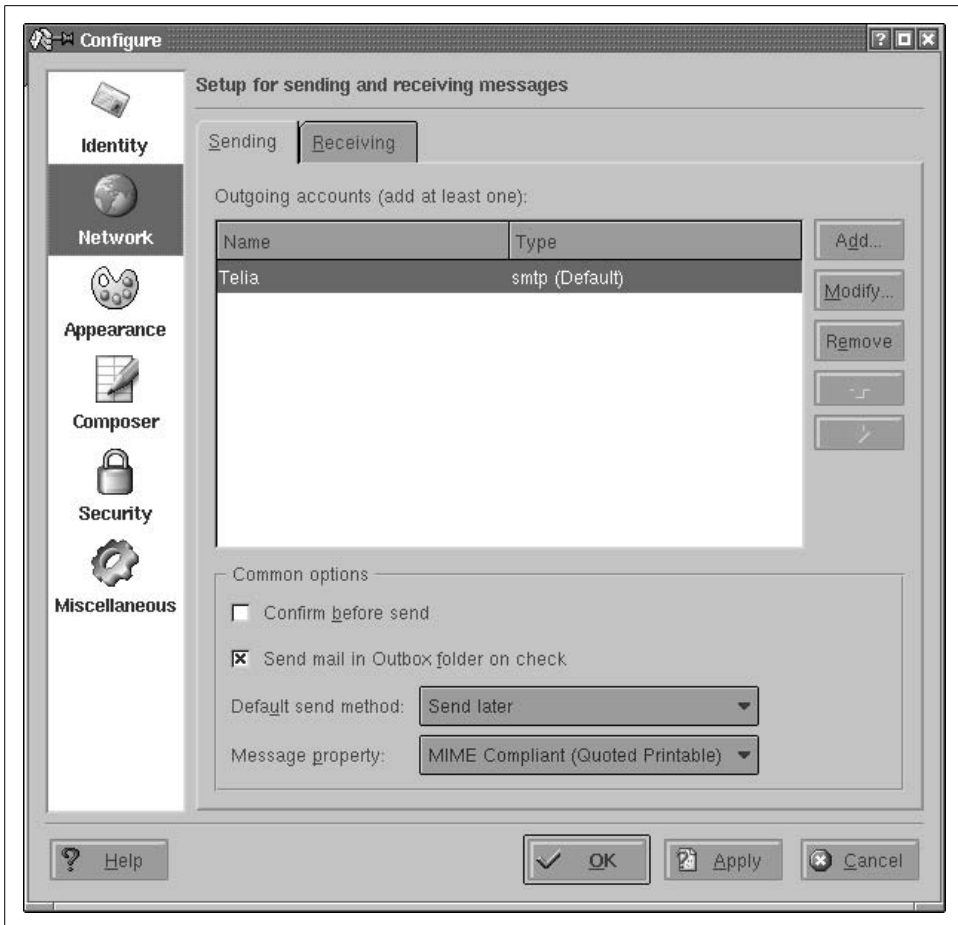 Configure
Setup for sending and receiving messages
Identity
Network
Appearance
Composer
Security
Miscellaneous
Sending Receiving
Outgoing accounts (add at least one):
Name Type
Telia smtp (Default)
Add...
Modify...
Remove
Common options
Confirm before send
Send mail in Outbox folder on check
Default send method: Send later
Message property: MIME Compliant (Quoted Printable)
Help OK Apply Cancel